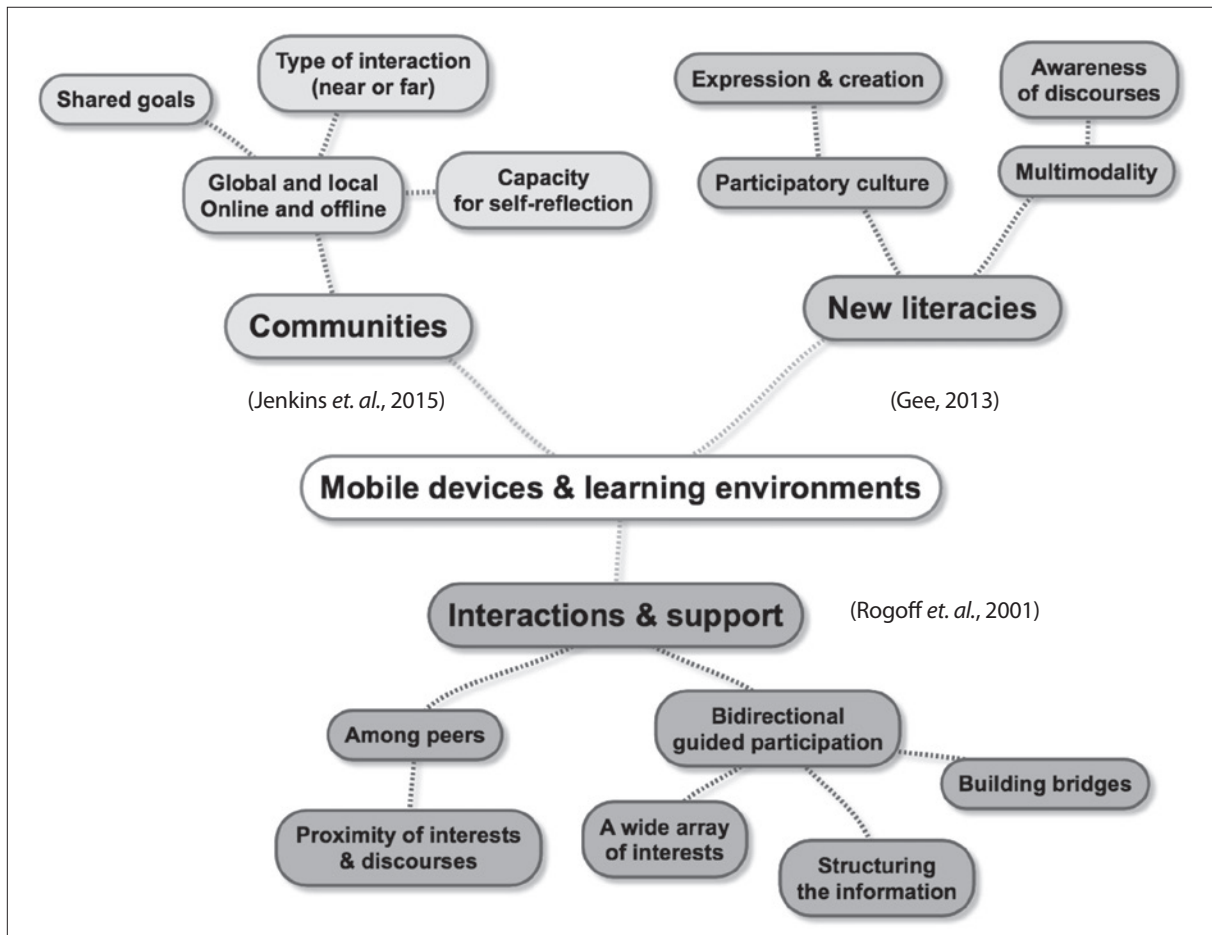 Type of interaction
(near or far)
Shared goals
Global and local
Online and offline
Capacity
for self-reflection
Communities
(Jenkins et. al., 2015)
Expression & creation
Awareness
of discourses
Participatory culture
Multimodality
New literacies
(Gee, 2013)
Mobile devices & learning environments
Interactions & support
(Rogoff et. al., 2001)
Among peers
Proximity of interests
& discourses
Bidirectional
guided participation
Building bridges
A wide array
of interests
Structuring
the information